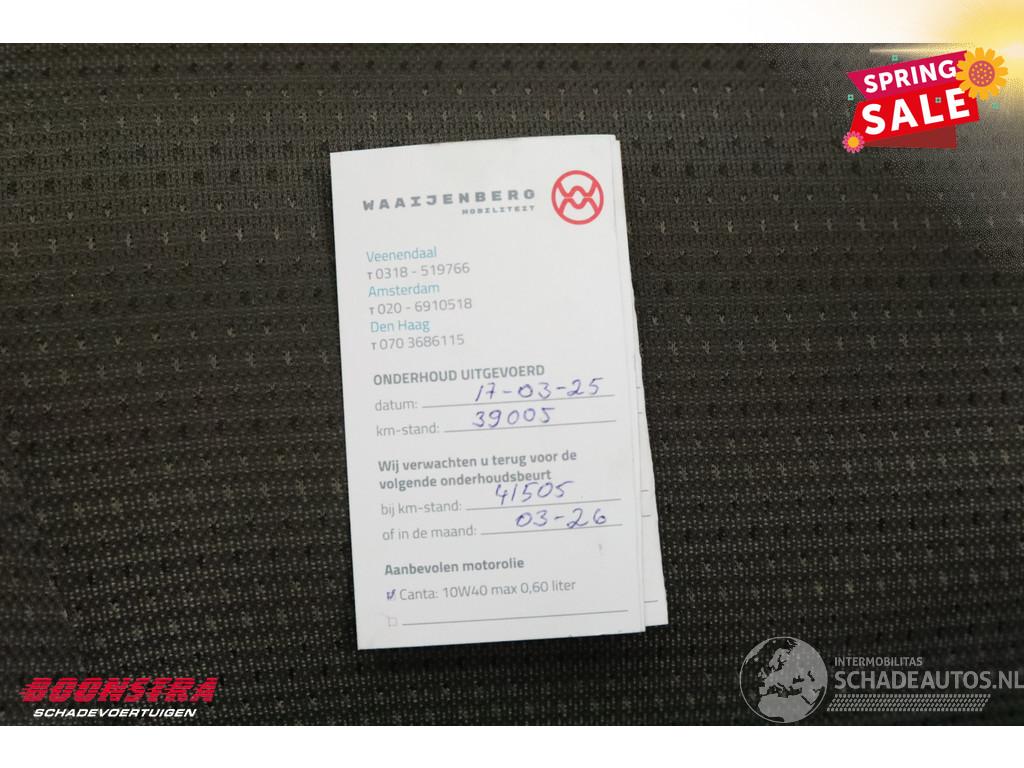 SPRING
SALE
WAAIJENBERG
MOBILITEIT
Veenendaal
T 0318 - 519766
Amsterdam
T 020 - 6910518
Den Haag
T 070 3686115
ONDERHOUD UITGEVOERD
datum: 17-03-25
km-stand: 39005
Wij verwachten u terug voor de
volgende onderhoudsbeurt
bij km-stand: 41505
of in de maand: 03-26
Aanbevolen motorolie
Canta: 10W40 max 0,60 liter
BOONSTRA
SCHADEVOERTUIGEN
INTERMOBILITAS
SCHADEAUTOS.NL